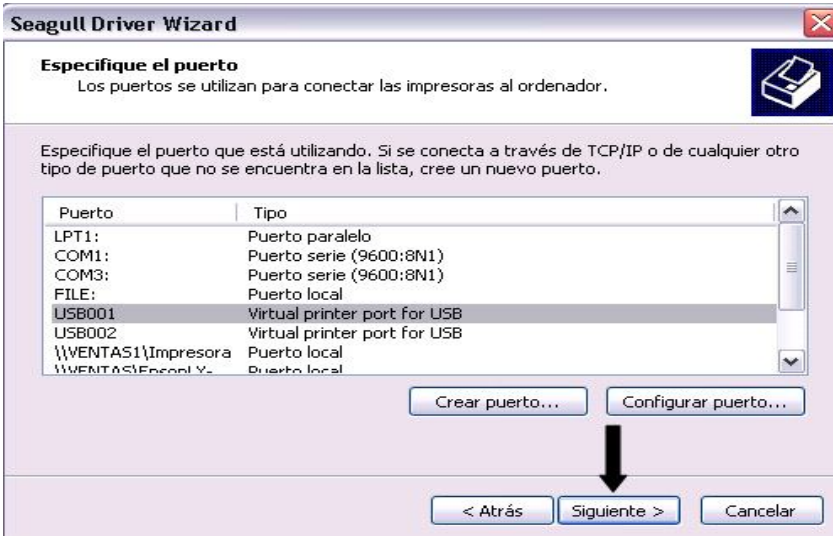 Seagull Driver Wizard
Especifique el puerto
Los puertos se utilizan para conectar las impresoras al ordenador.
Especifique el puerto que está utilizando. Si se conecta a través de TCP/IP o de cualquier otro
tipo de puerto que no se encuentra en la lista, cree un nuevo puerto.
Puerto Tipo
LPT1: Puerto paralelo
COM1: Puerto serie (9600:8N1)
COM3: Puerto serie (9600:8N1)
FILE: Puerto local
USB001 Virtual printer port for USB
USB002 Virtual printer port for USB
\\VENTAS1\Impresora Puerto local
\\VENTAS\EpsonLX- Puerto local
Crear puerto... Configurar puerto...
< Atrás Siguiente > Cancelar